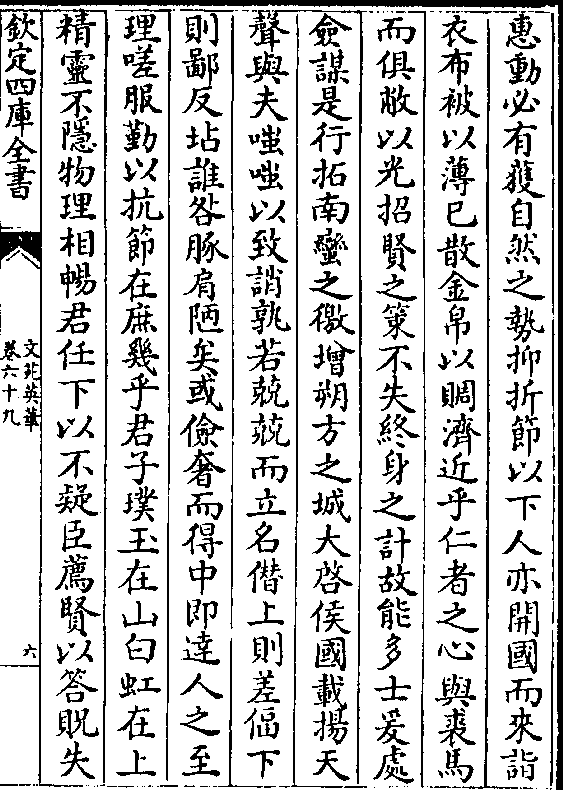 惠動必有蒦自然之勢抑折節以下人亦開國而來詣
衣布被以薄已散金帛以賙濟近乎仁者之心與裘馬
而俱敝以光招賢之策不失終身之計故能多士爰處
僉謀是行拓南蠻之徼增朔方之城大啓侯國載揚天
聲與夫嗤嗤以致誚孰若兢兢而立名僣上則差偪下
則鄙反坫誰咎豚肩陋矣或儉奢而得中即逹人之至
理嗟服勤以抗節在庶幾乎君子璞玉在山白虹在上
精靈不隱物理相暢君任下以不疑臣薦賢以答貺失
欽定四庫全書
文苑英華
卷六十九
六